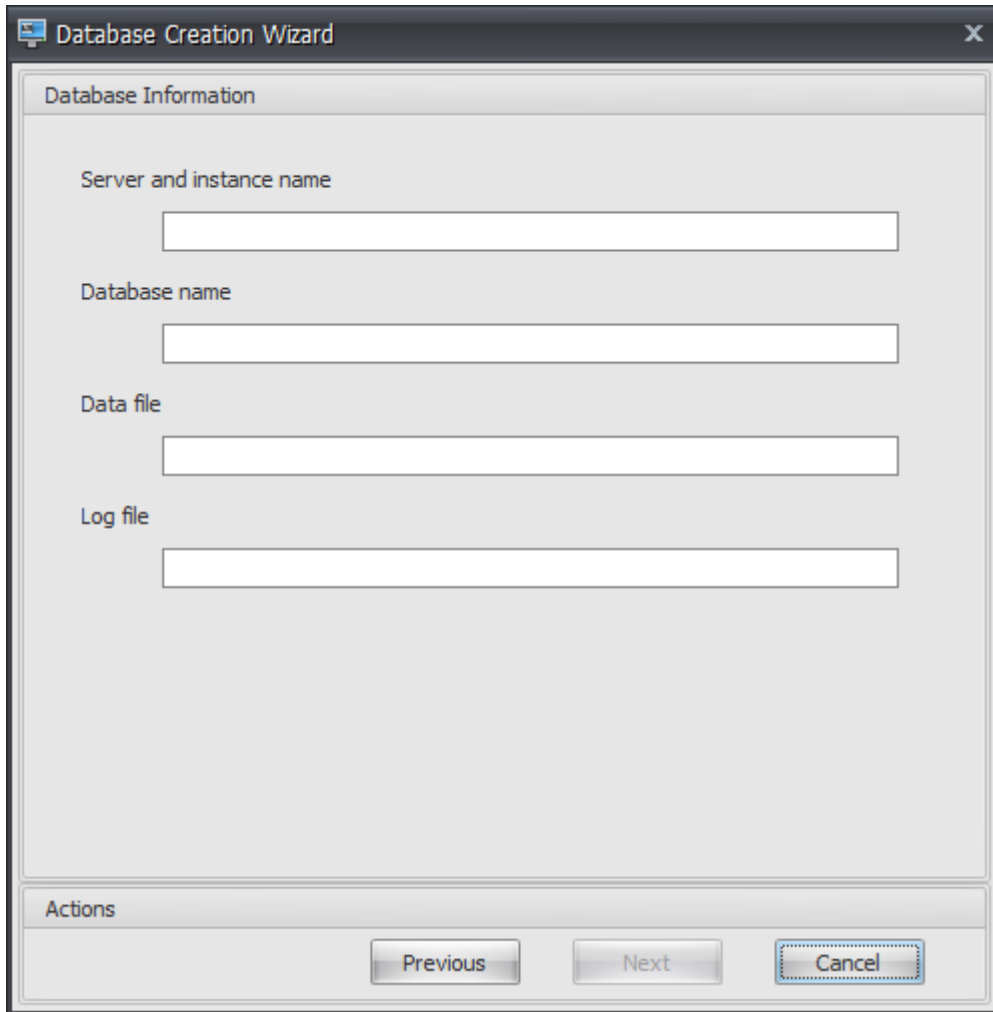 Database Creation Wizard
Database Information
Server and instance name
Database name
Data file
Log file
Actions
Previous Next Cancel